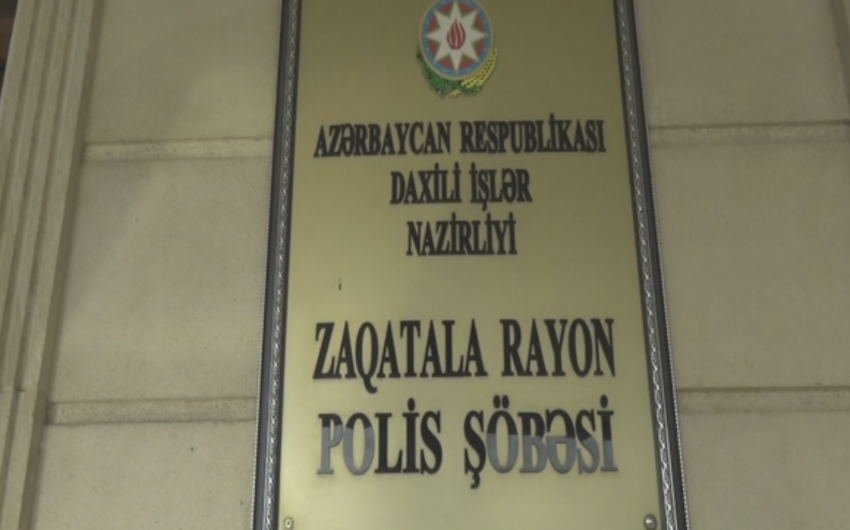 AZƏRBAYCAN RESPUBLİKASI
DAXİLİ İŞLƏR
NAZİRLİYİ
ZAQATALA RAYON
POLİS ŞÖBƏSİ